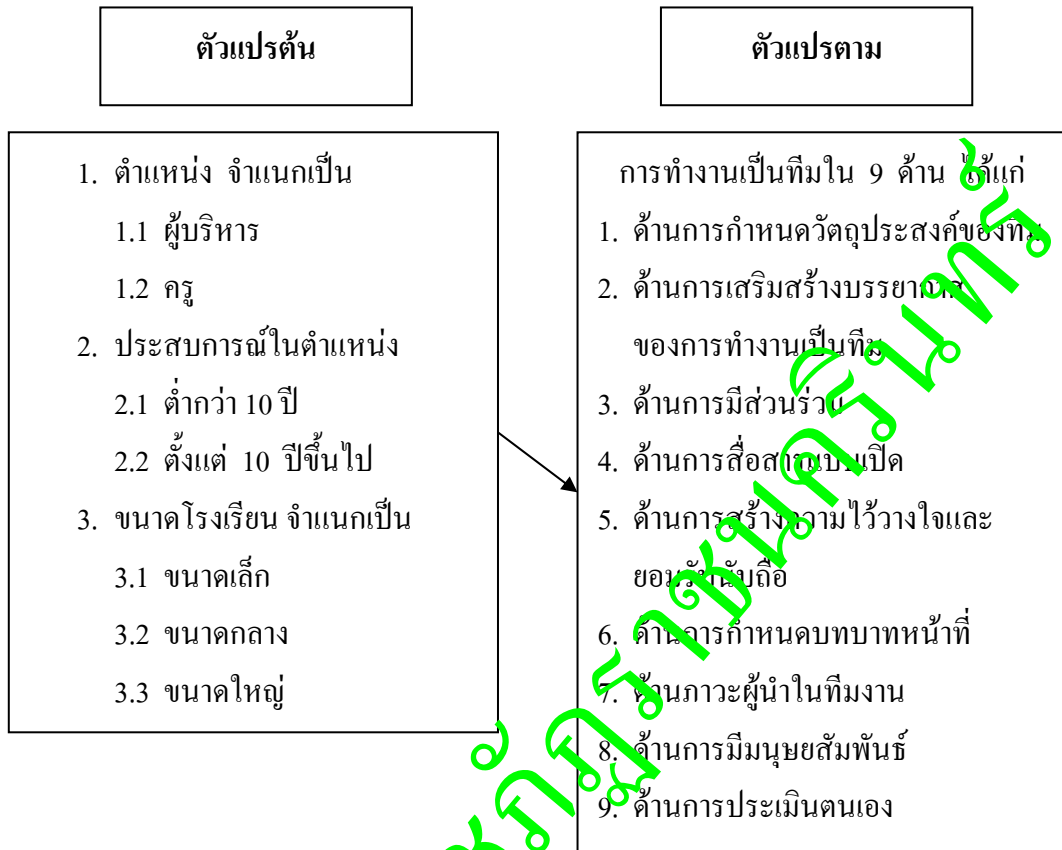 ตัวแปรต้น
ตัวแปรตาม
1. ตำแหน่ง จำแนกเป็น
1.1 ผู้บริหาร
1.2 ครู
2. ประสบการณ์ในตำแหน่ง
2.1 ต่ำกว่า 10 ปี
2.2 ตั้งแต่ 10 ปีขึ้นไป
3. ขนาดโรงเรียน จำแนกเป็น
3.1 ขนาดเล็ก
3.2 ขนาดกลาง
3.3 ขนาดใหญ่
การทำงานเป็นทีมใน 9 ด้าน ได้แก่
1. ด้านการกำหนดวัตถุประสงค์ของทีม
2. ด้านการเสริมสร้างบรรยากาศ
ของการทำงานเป็นทีม
3. ด้านการมีส่วนร่วม
4. ด้านการสื่อสารแบบเปิด
5. ด้านการสร้างความไว้วางใจและ
ยอมรับนับถือ
6. ด้านการกำหนดบทบาทหน้าที่
7. ด้านภาวะผู้นำในทีมงาน
8. ด้านการมีมนุษยสัมพันธ์
9. ด้านการประเมินตนเอง
ราชนครินทร์